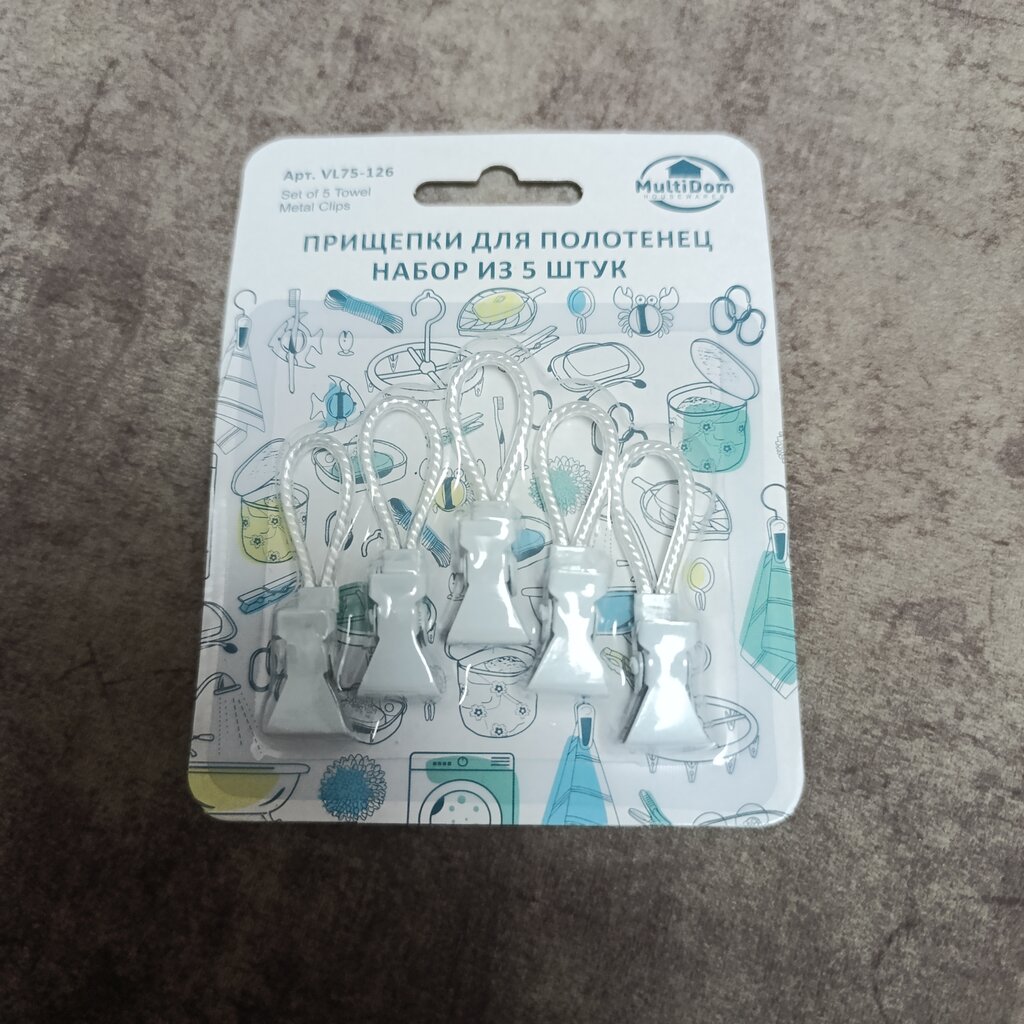 Арт. VL75-126
Set of 5 Towel
Metal Clips
MultiDom
HOUSEWARES
ПРИЩЕПКИ ДЛЯ ПОЛОТЕНЕЦ
НАБОР ИЗ 5 ШТУК